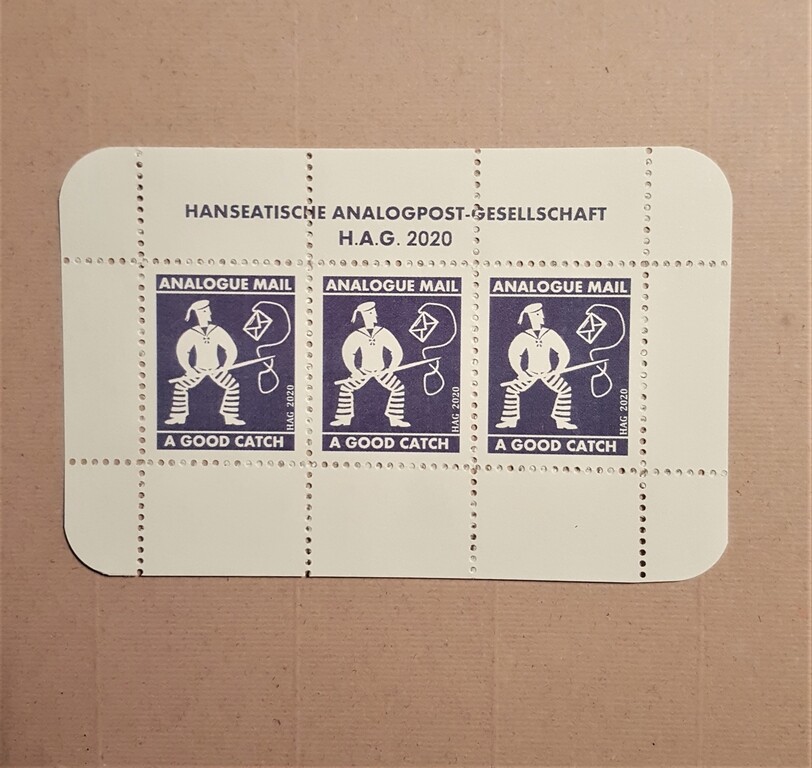 HANSEATISCHE ANALOGPOST-GESELLSCHAFT
H.A.G. 2020
ANALOGUE MAIL
HAG 2020
A GOOD CATCH
ANALOGUE MAIL
HAG 2020
A GOOD CATCH
ANALOGUE MAIL
HAG 2020
A GOOD CATCH